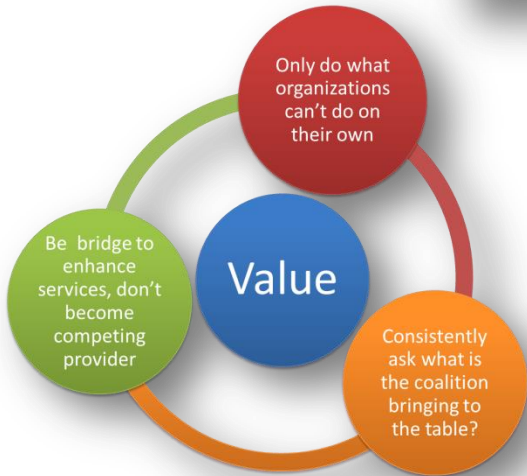 Only do what
organizations
can't do on
their own
Value
Be bridge to
enhance
services, don't
become
competing
provider
Consistently
ask what is
the coalition
bringing to
the table?